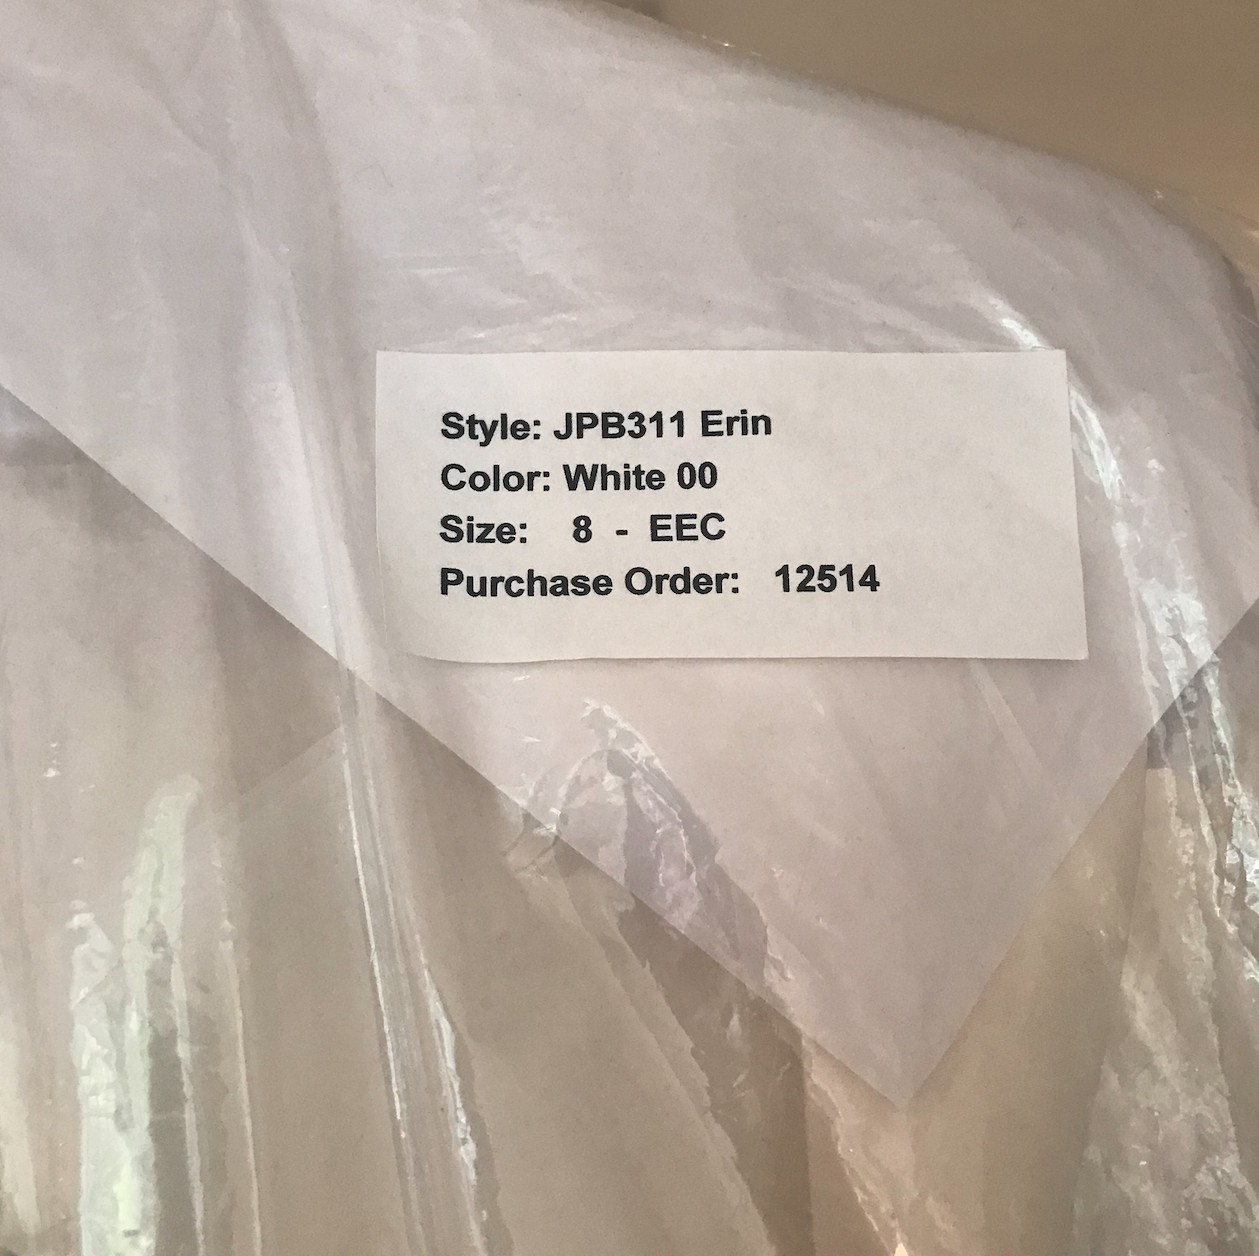 Style: JPB311 Erin
Color: White 00
Size: 8 - EEC
Purchase Order: 12514